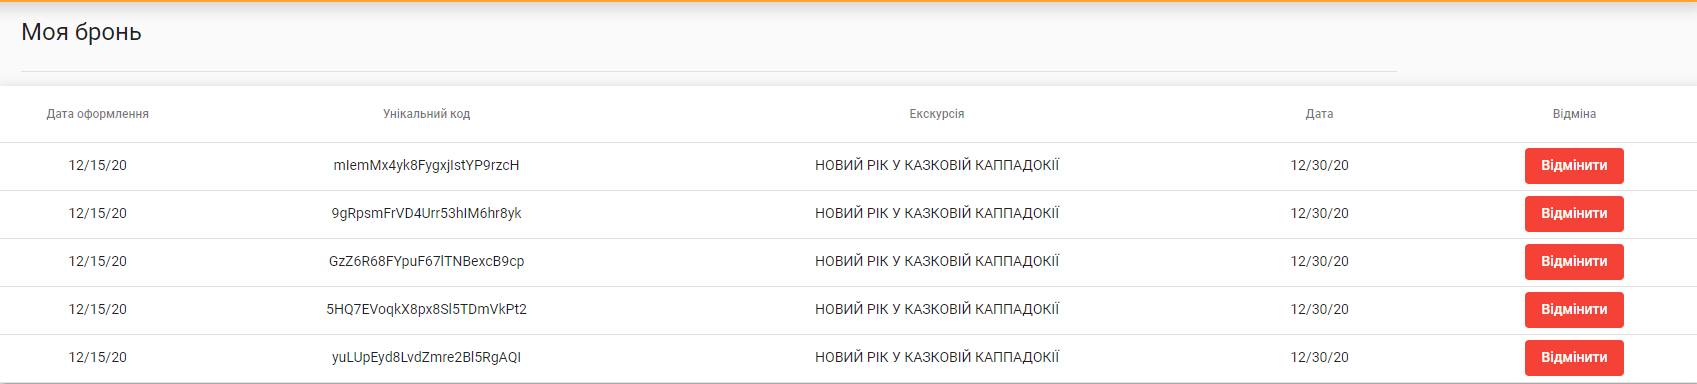 Моя бронь
Дата оформлення Унікальний код Екскурсія Дата Відміна
12/15/20 mIemMx4yk8FygxjIstYP9rzcH НОВИЙ РІК У КАЗКОВІЙ КАППАДОКІЇ 12/30/20 Відмінити
12/15/20 9gRpsmFrVD4Urr53hIM6hr8yk НОВИЙ РІК У КАЗКОВІЙ КАППАДОКІЇ 12/30/20 Відмінити
12/15/20 GzZ6R68FYpuF67lTNBexcB9cp НОВИЙ РІК У КАЗКОВІЙ КАППАДОКІЇ 12/30/20 Відмінити
12/15/20 5HQ7EVoqkX8px8Sl5TDmVkPt2 НОВИЙ РІК У КАЗКОВІЙ КАППАДОКІЇ 12/30/20 Відмінити
12/15/20 yuLUpEyd8LvdZmre2Bl5RgAQI НОВИЙ РІК У КАЗКОВІЙ КАППАДОКІЇ 12/30/20 Відмінити